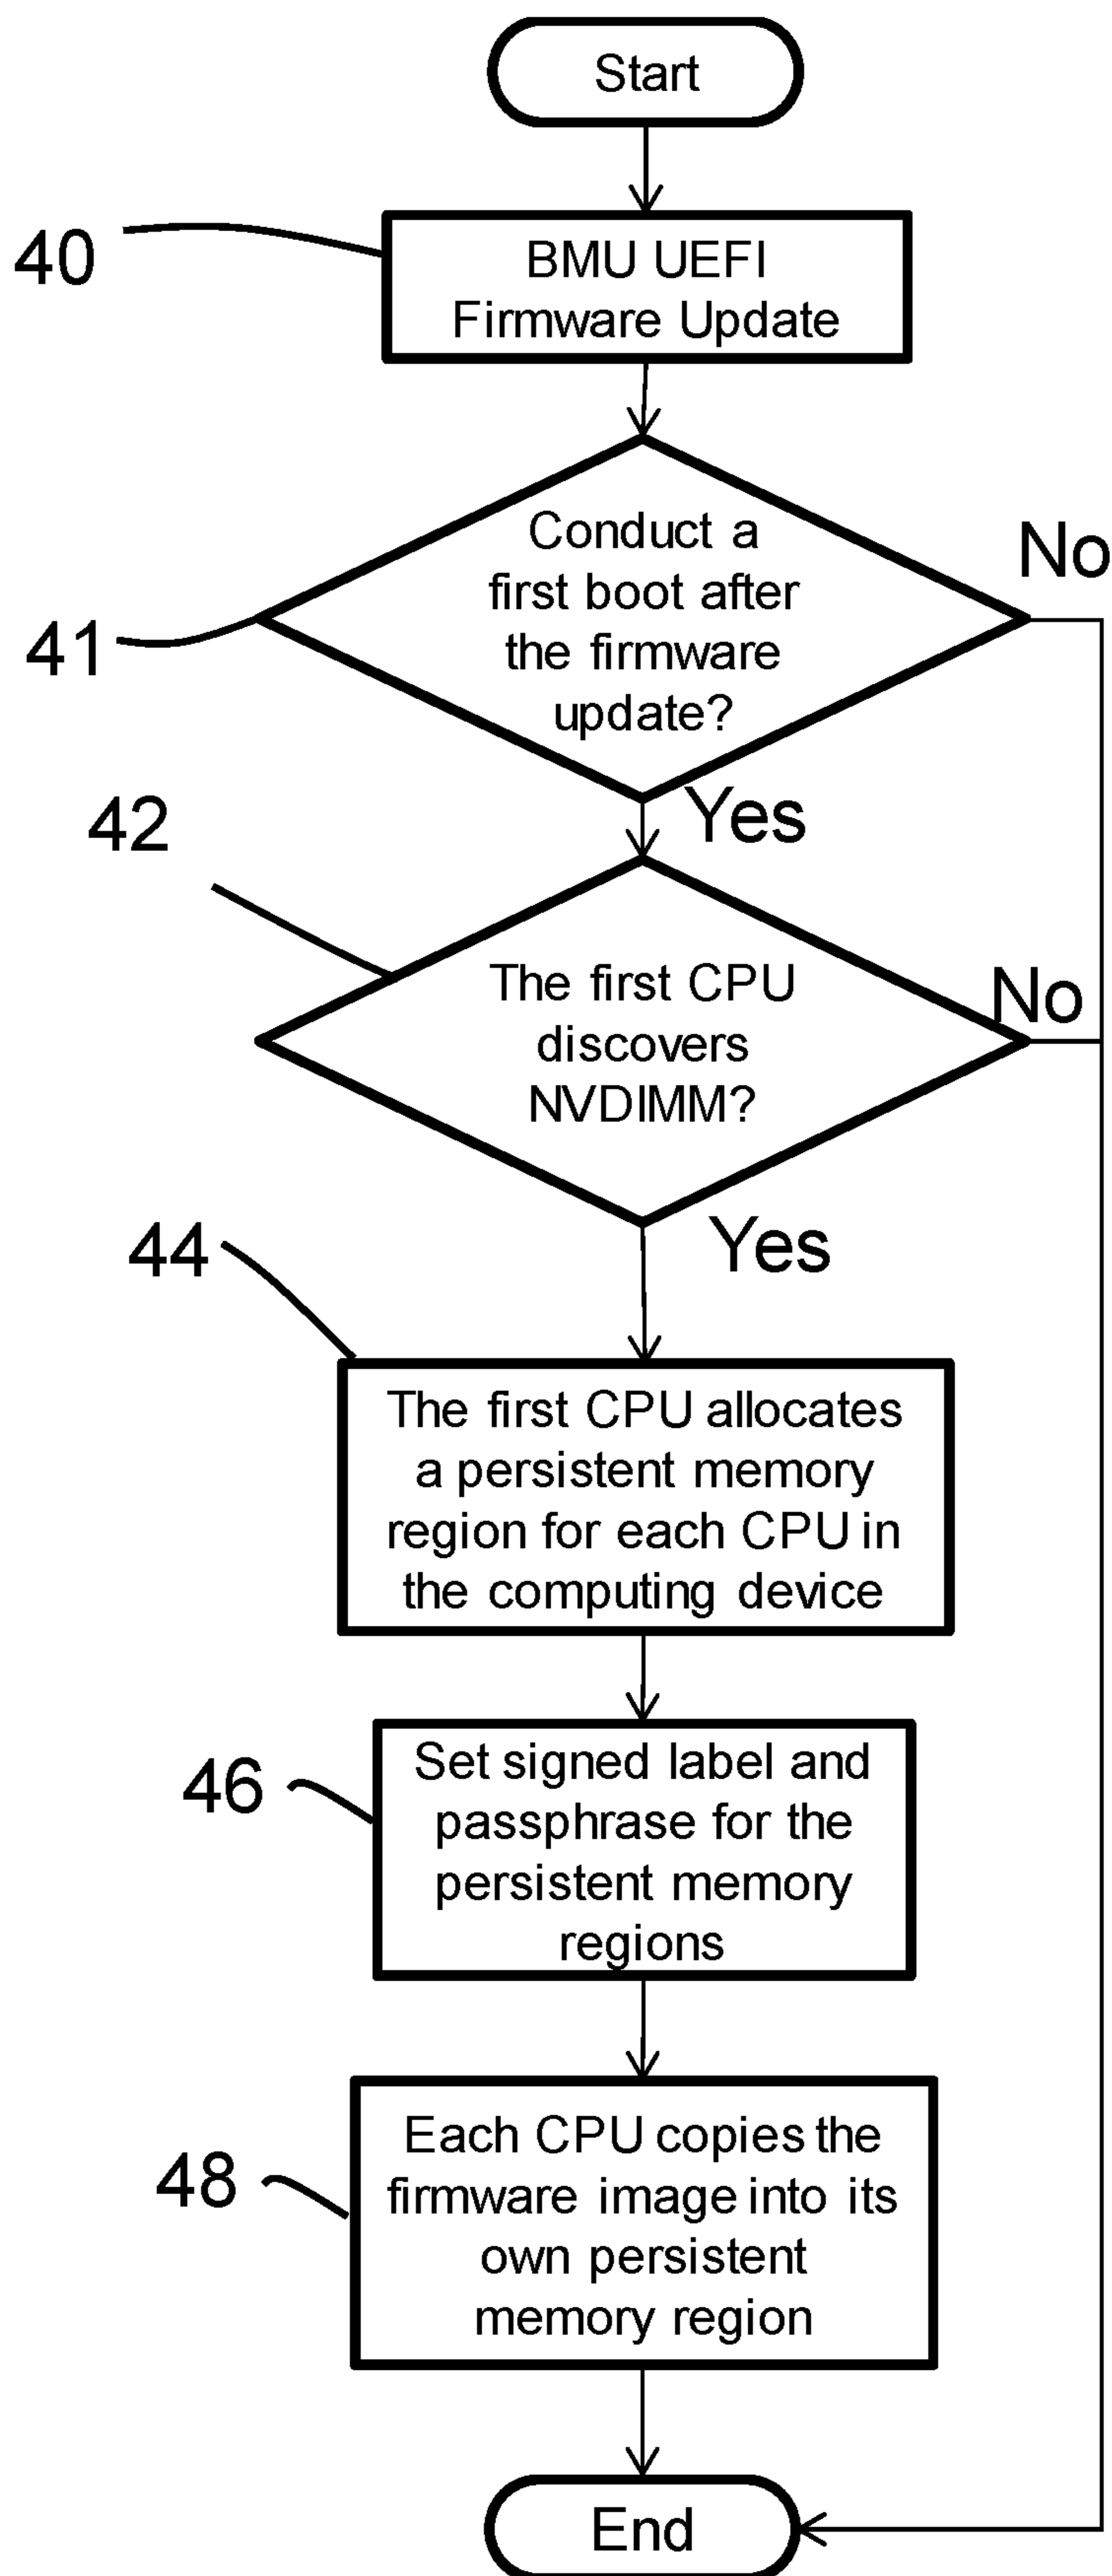 Start
40
BMU UEFI
Firmware Update
Conduct a
first boot after
the firmware
update?
No
41
Yes
42
The first CPU
discovers
NVDIMM?
No
Yes
44
The first CPU allocates
a persistent memory
region for each CPU in
the computing device
46
Set signed label and
passphrase for the
persistent memory
regions
48
Each CPU copies the
firmware image into its
own persistent
memory region
End